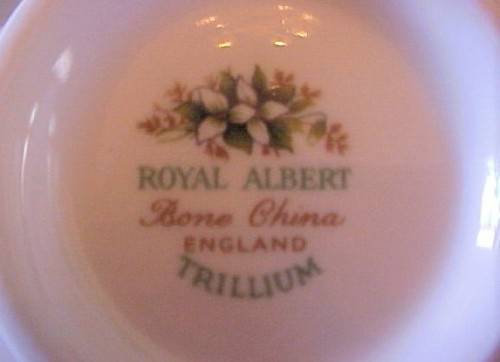 ROYAL ALBERT
Bone China
ENGLAND
TRILLIUM